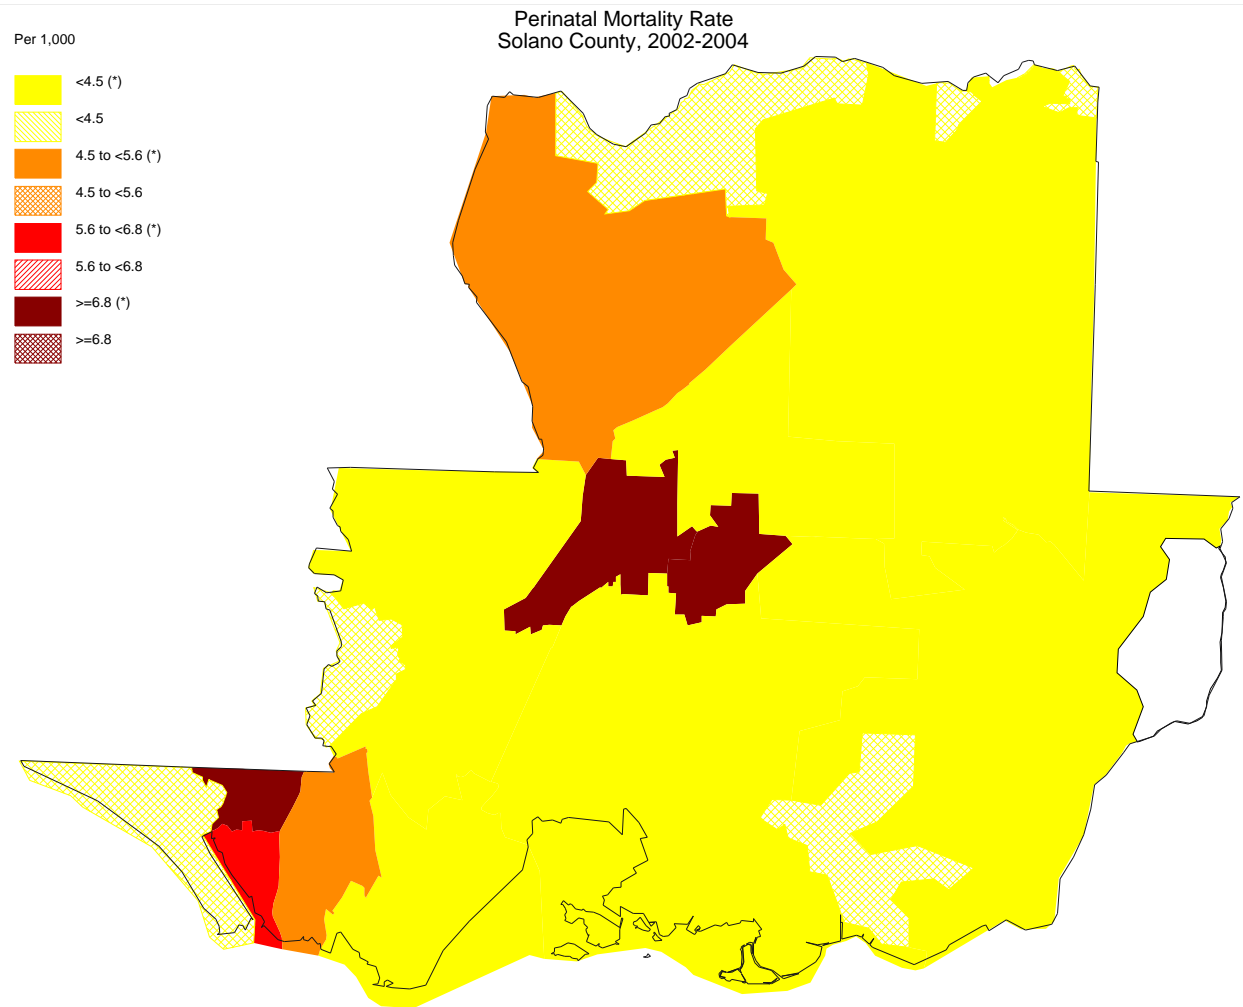 Perinatal Mortality Rate
Solano County, 2002-2004
Per 1,000
<4.5 (*)
<4.5
4.5 to <5.6 (*)
4.5 to <5.6
5.6 to <6.8 (*)
5.6 to <6.8
>=6.8 (*)
>=6.8